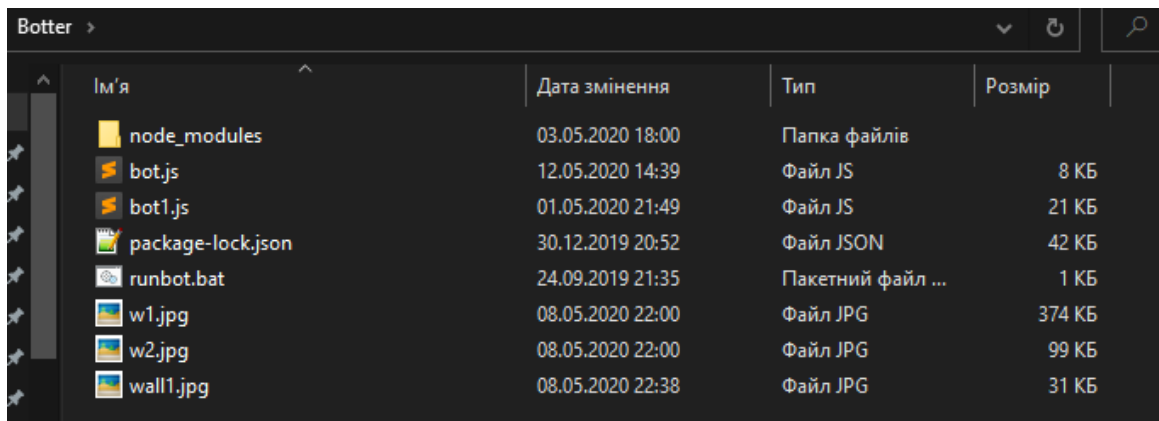 Botter
Ім'я Дата змінення Тип Розмір
node_modules 03.05.2020 18:00 Папка файлів
bot.js 12.05.2020 14:39 Файл JS 8 КБ
bot1.js 01.05.2020 21:49 Файл JS 21 КБ
package-lock.json 30.12.2019 20:52 Файл JSON 42 КБ
runbot.bat 24.09.2019 21:35 Пакетний файл ... 1 КБ
w1.jpg 08.05.2020 22:00 Файл JPG 374 КБ
w2.jpg 08.05.2020 22:00 Файл JPG 99 КБ
wall1.jpg 08.05.2020 22:38 Файл JPG 31 КБ